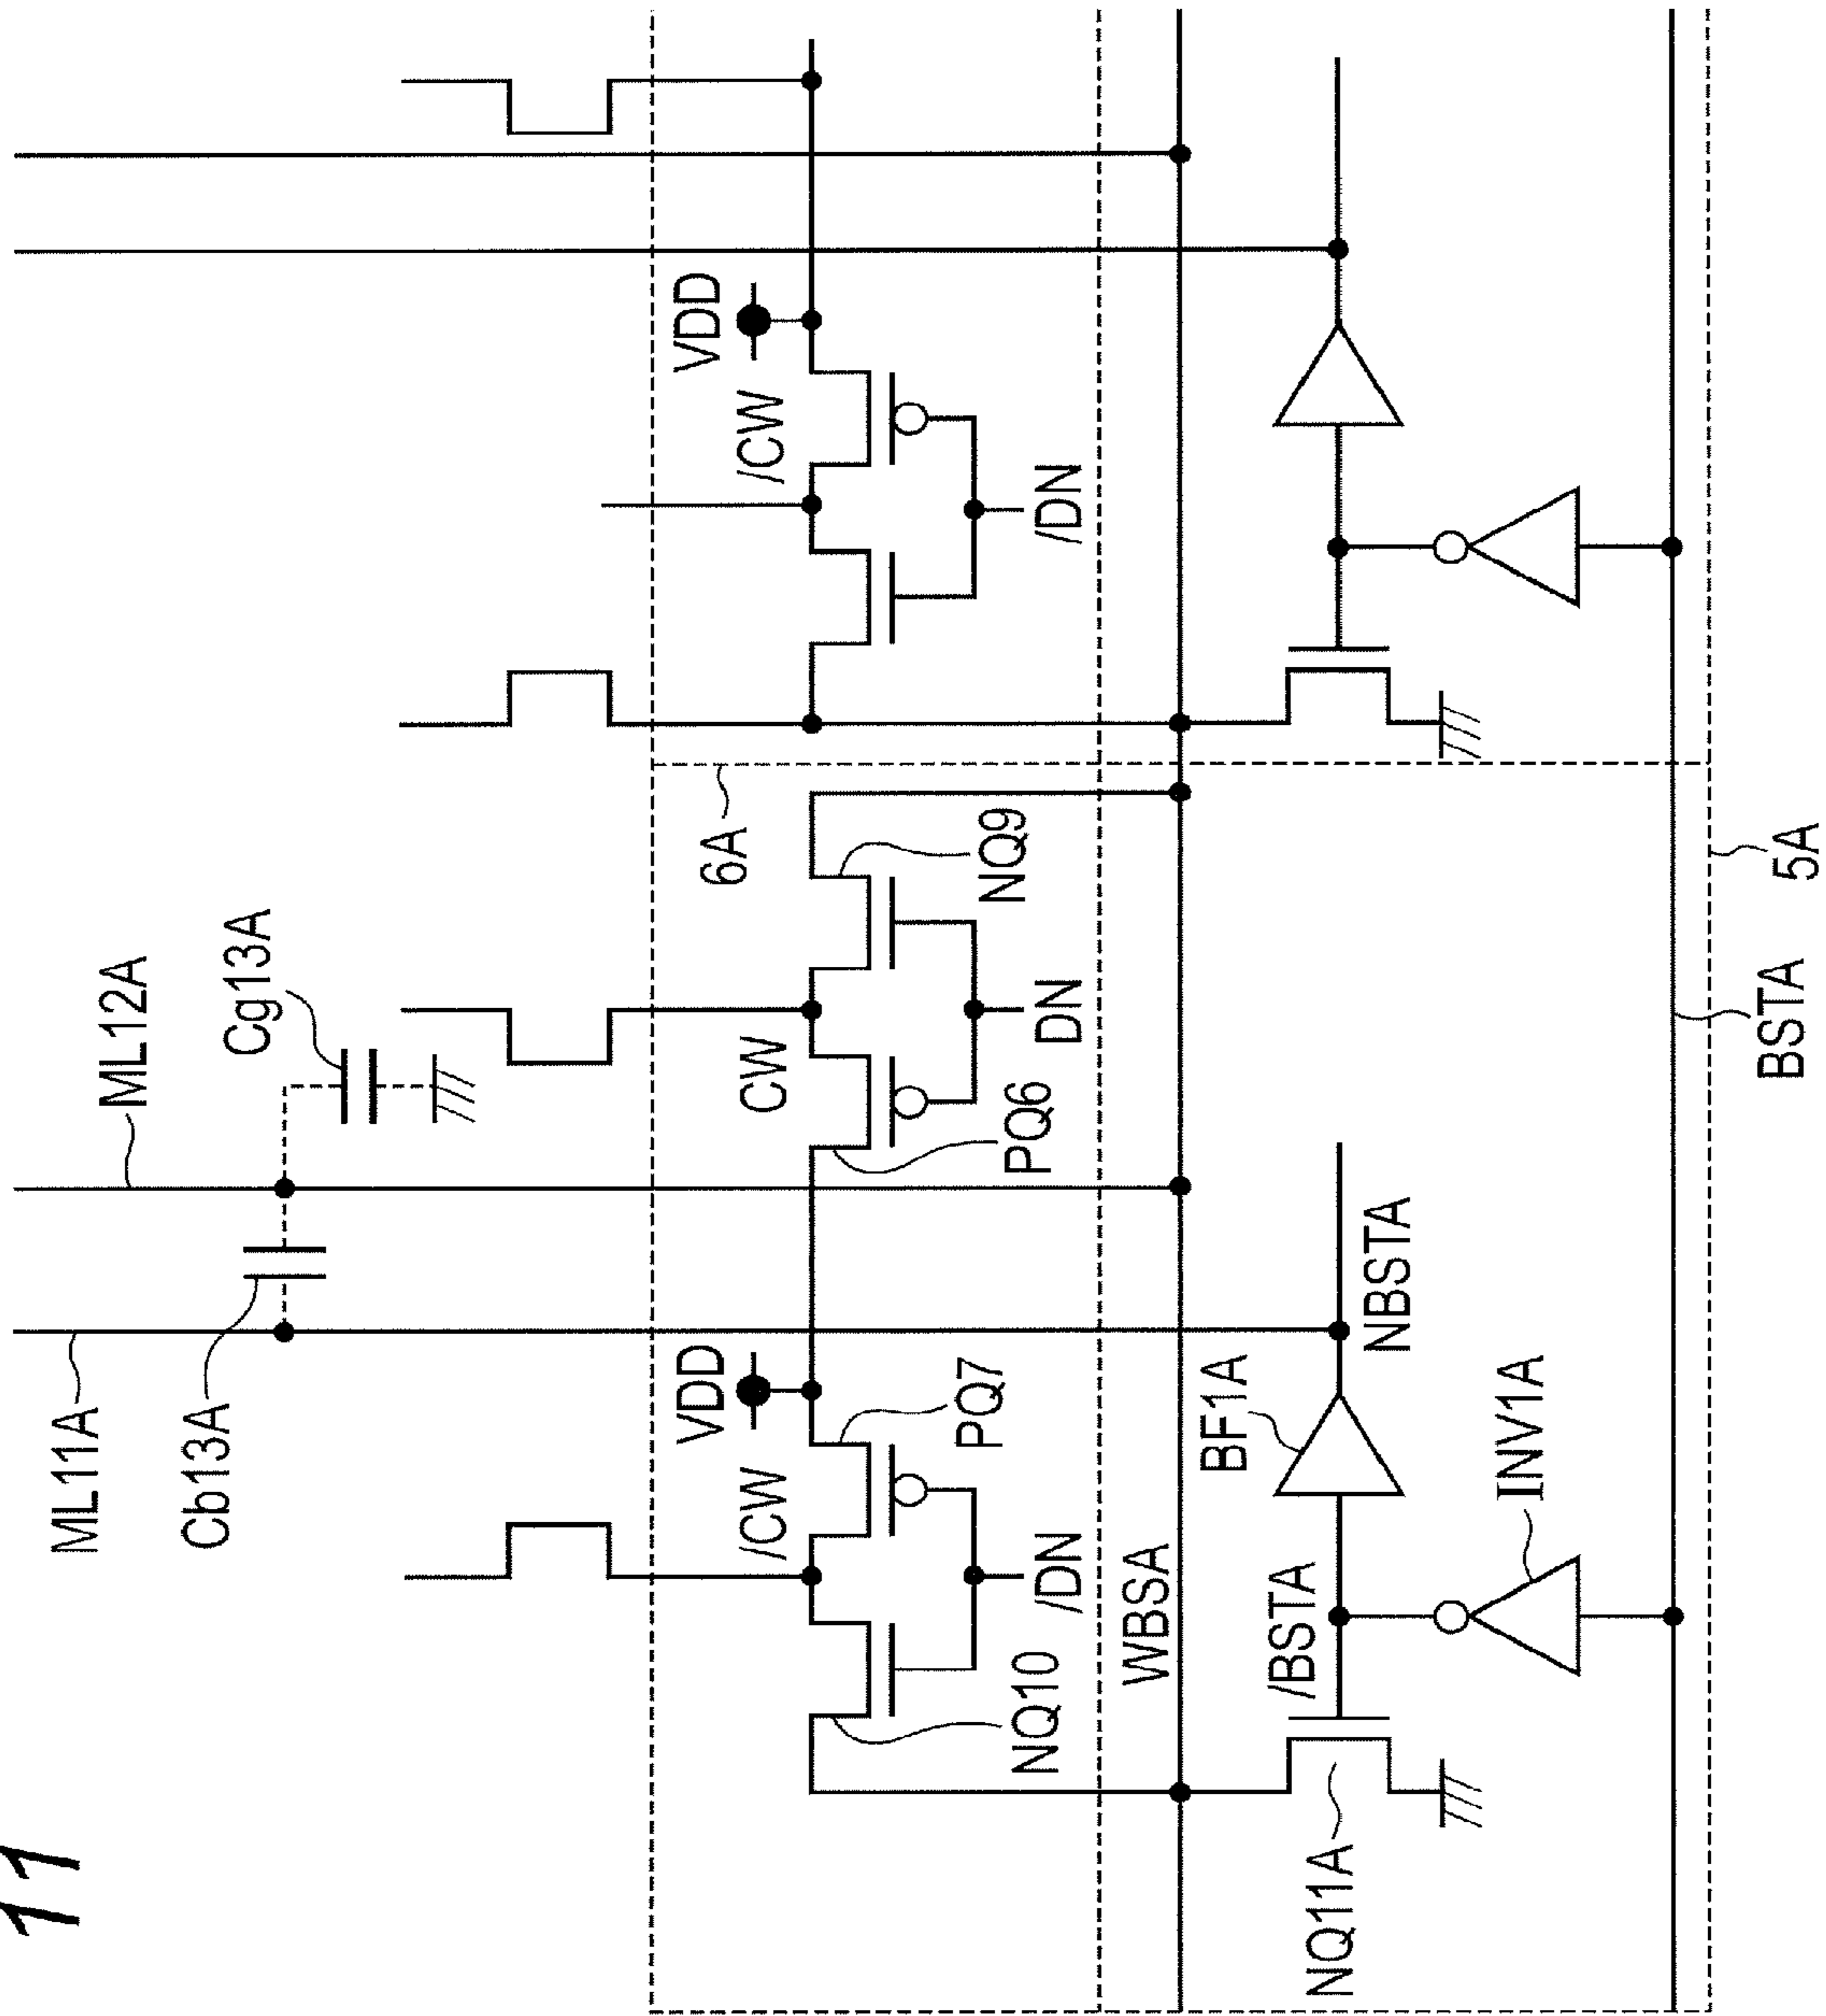 11
ML11A
ML12A
Cb13A
Cg13A
6A
VDD
VDD
/CW
CW
/CW
PQ7
NQ9
NQ10
PQ6
/DN
DN
/DN
WBSA
BF1A
/BSTA
NBSTA
NQ11A
INV1A
BSTA
5A